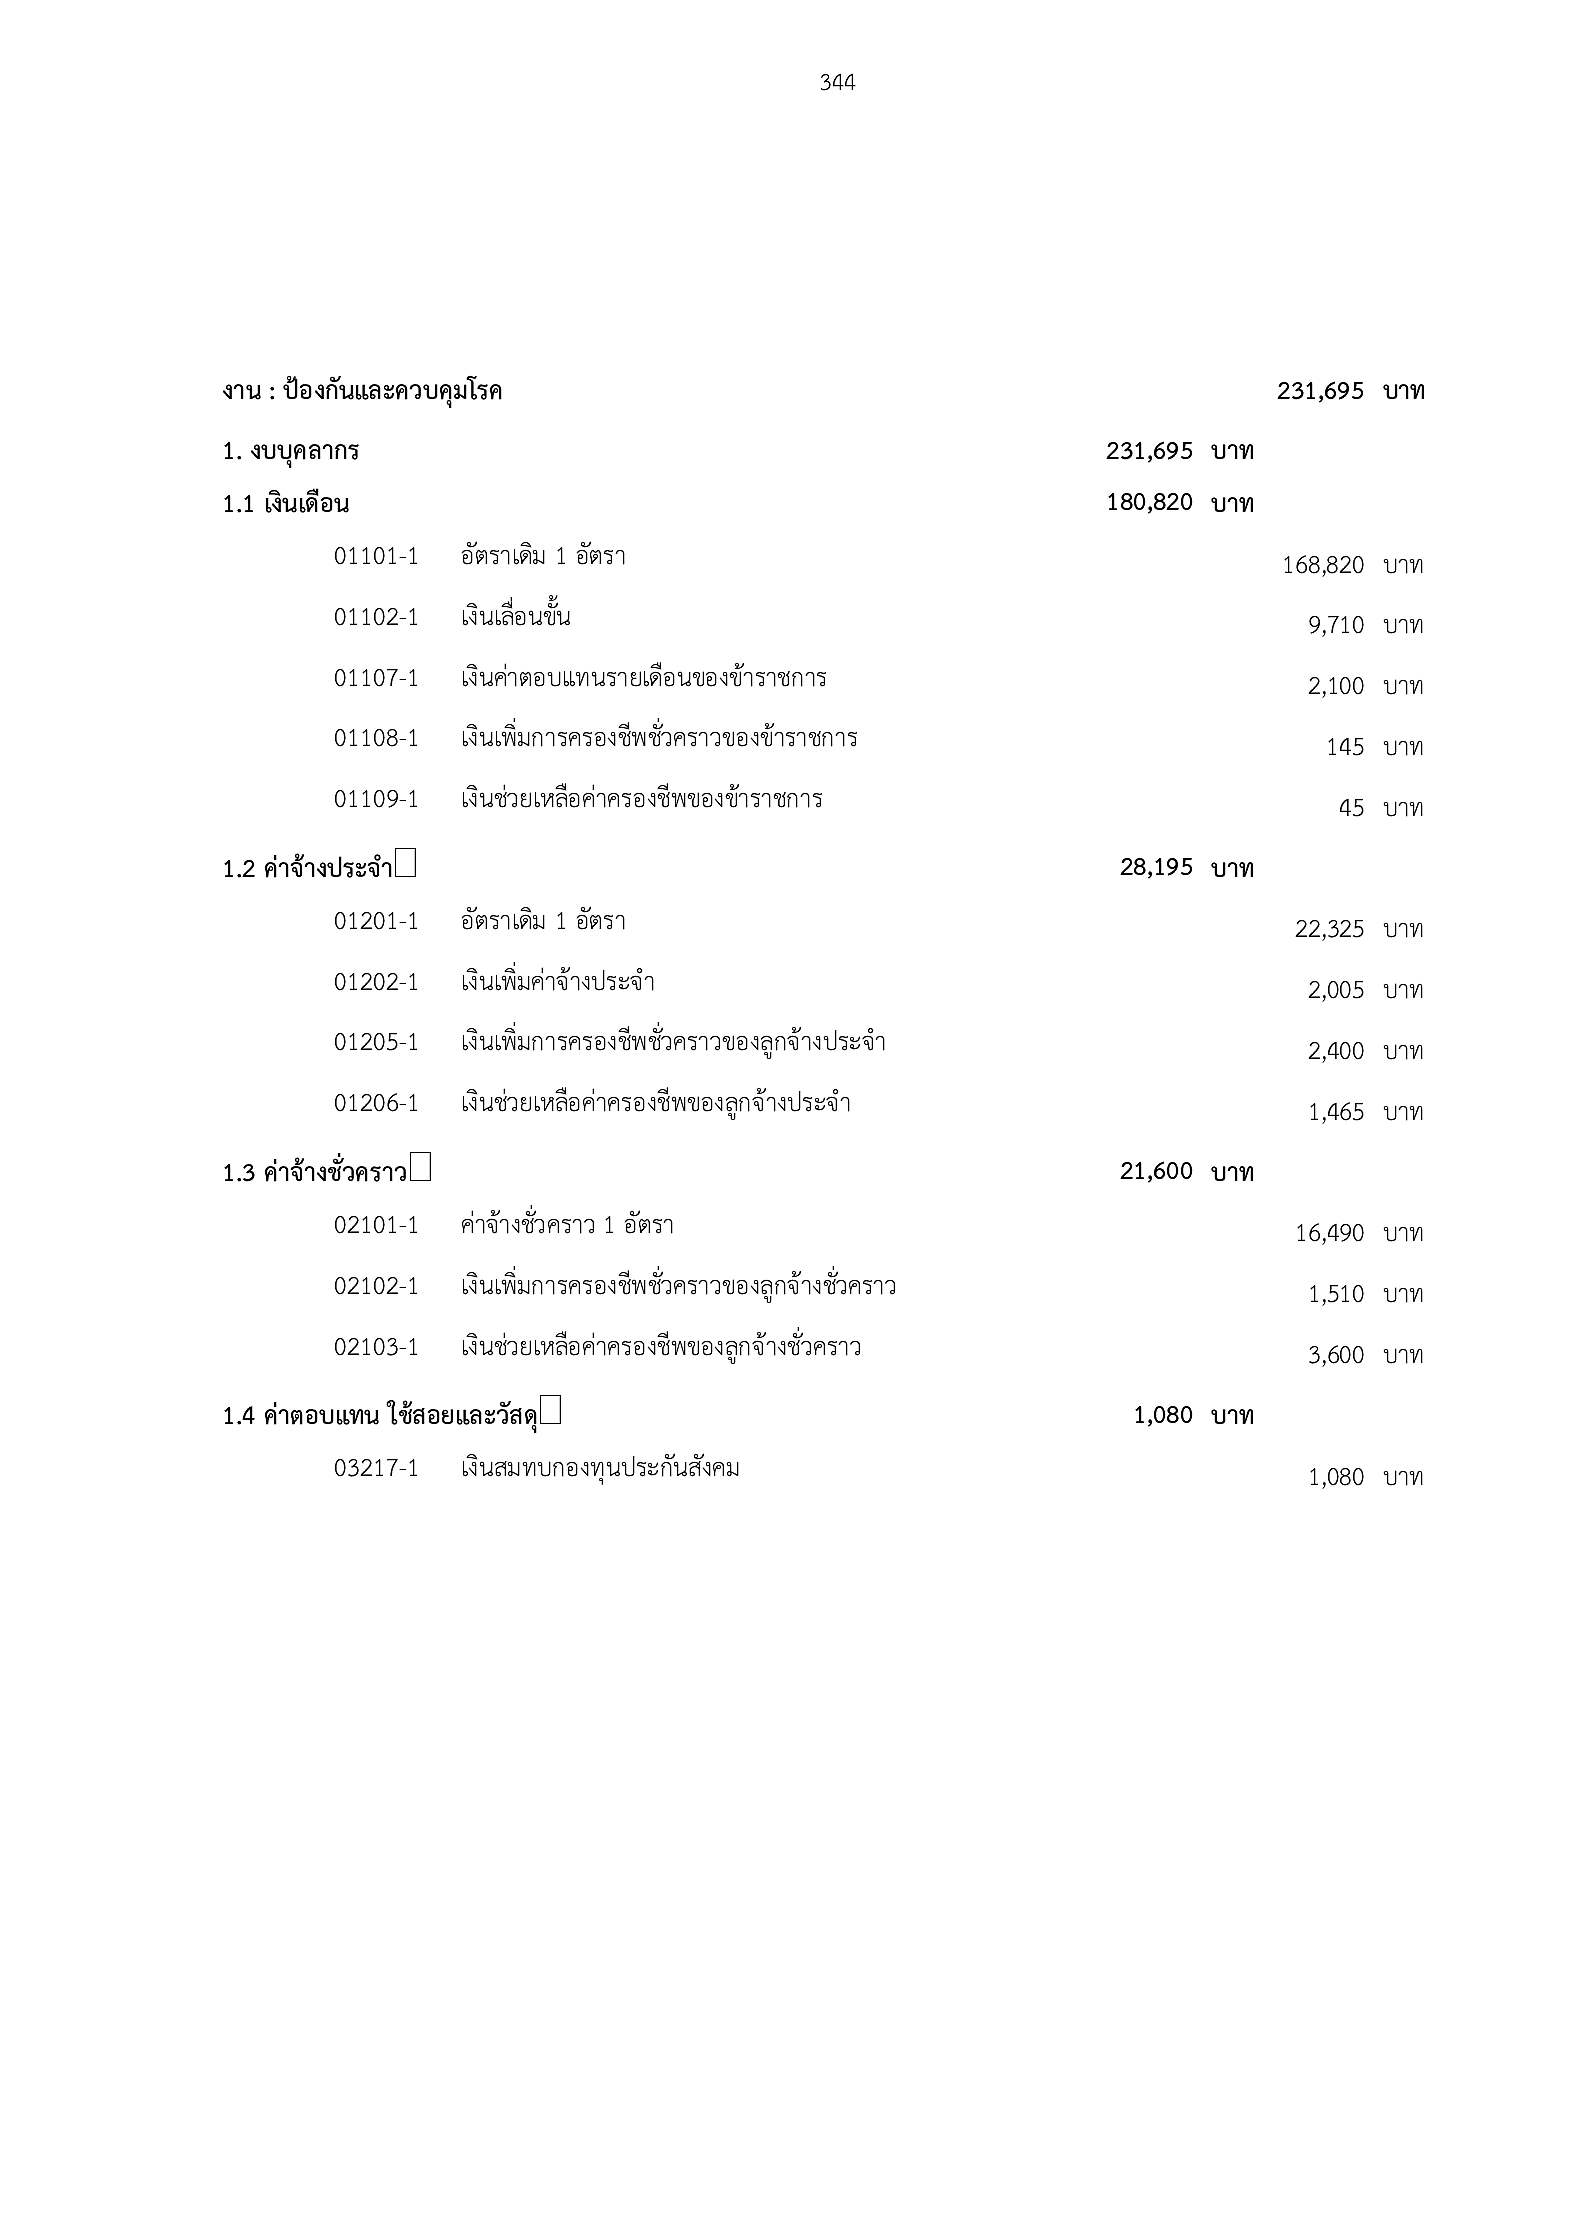 344
งาน : ป้องกันและควบคุมโรค 231,695 บาท
1. งบบุคลากร 231,695 บาท
1.1 เงินเดือน 180,820 บาท
01101-1 อัตราเดิม 1 อัตรา 168,820 บาท
01102-1 เงินเลื่อนขั้น 9,710 บาท
01107-1 เงินค่าตอบแทนรายเดือนของข้าราชการ 2,100 บาท
01108-1 เงินเพิ่มการครองชีพชั่วคราวของข้าราชการ 145 บาท
01109-1 เงินช่วยเหลือค่าครองชีพของข้าราชการ 45 บาท
1.2 ค่าจ้างประจำ 28,195 บาท
01201-1 อัตราเดิม 1 อัตรา 22,325 บาท
01202-1 เงินเพิ่มค่าจ้างประจำ 2,005 บาท
01205-1 เงินเพิ่มการครองชีพชั่วคราวของลูกจ้างประจำ 2,400 บาท
01206-1 เงินช่วยเหลือค่าครองชีพของลูกจ้างประจำ 1,465 บาท
1.3 ค่าจ้างชั่วคราว 21,600 บาท
02101-1 ค่าจ้างชั่วคราว 1 อัตรา 16,490 บาท
02102-1 เงินเพิ่มการครองชีพชั่วคราวของลูกจ้างชั่วคราว 1,510 บาท
02103-1 เงินช่วยเหลือค่าครองชีพของลูกจ้างชั่วคราว 3,600 บาท
1.4 ค่าตอบแทน ใช้สอยและวัสดุ 1,080 บาท
03217-1 เงินสมทบกองทุนประกันสังคม 1,080 บาท